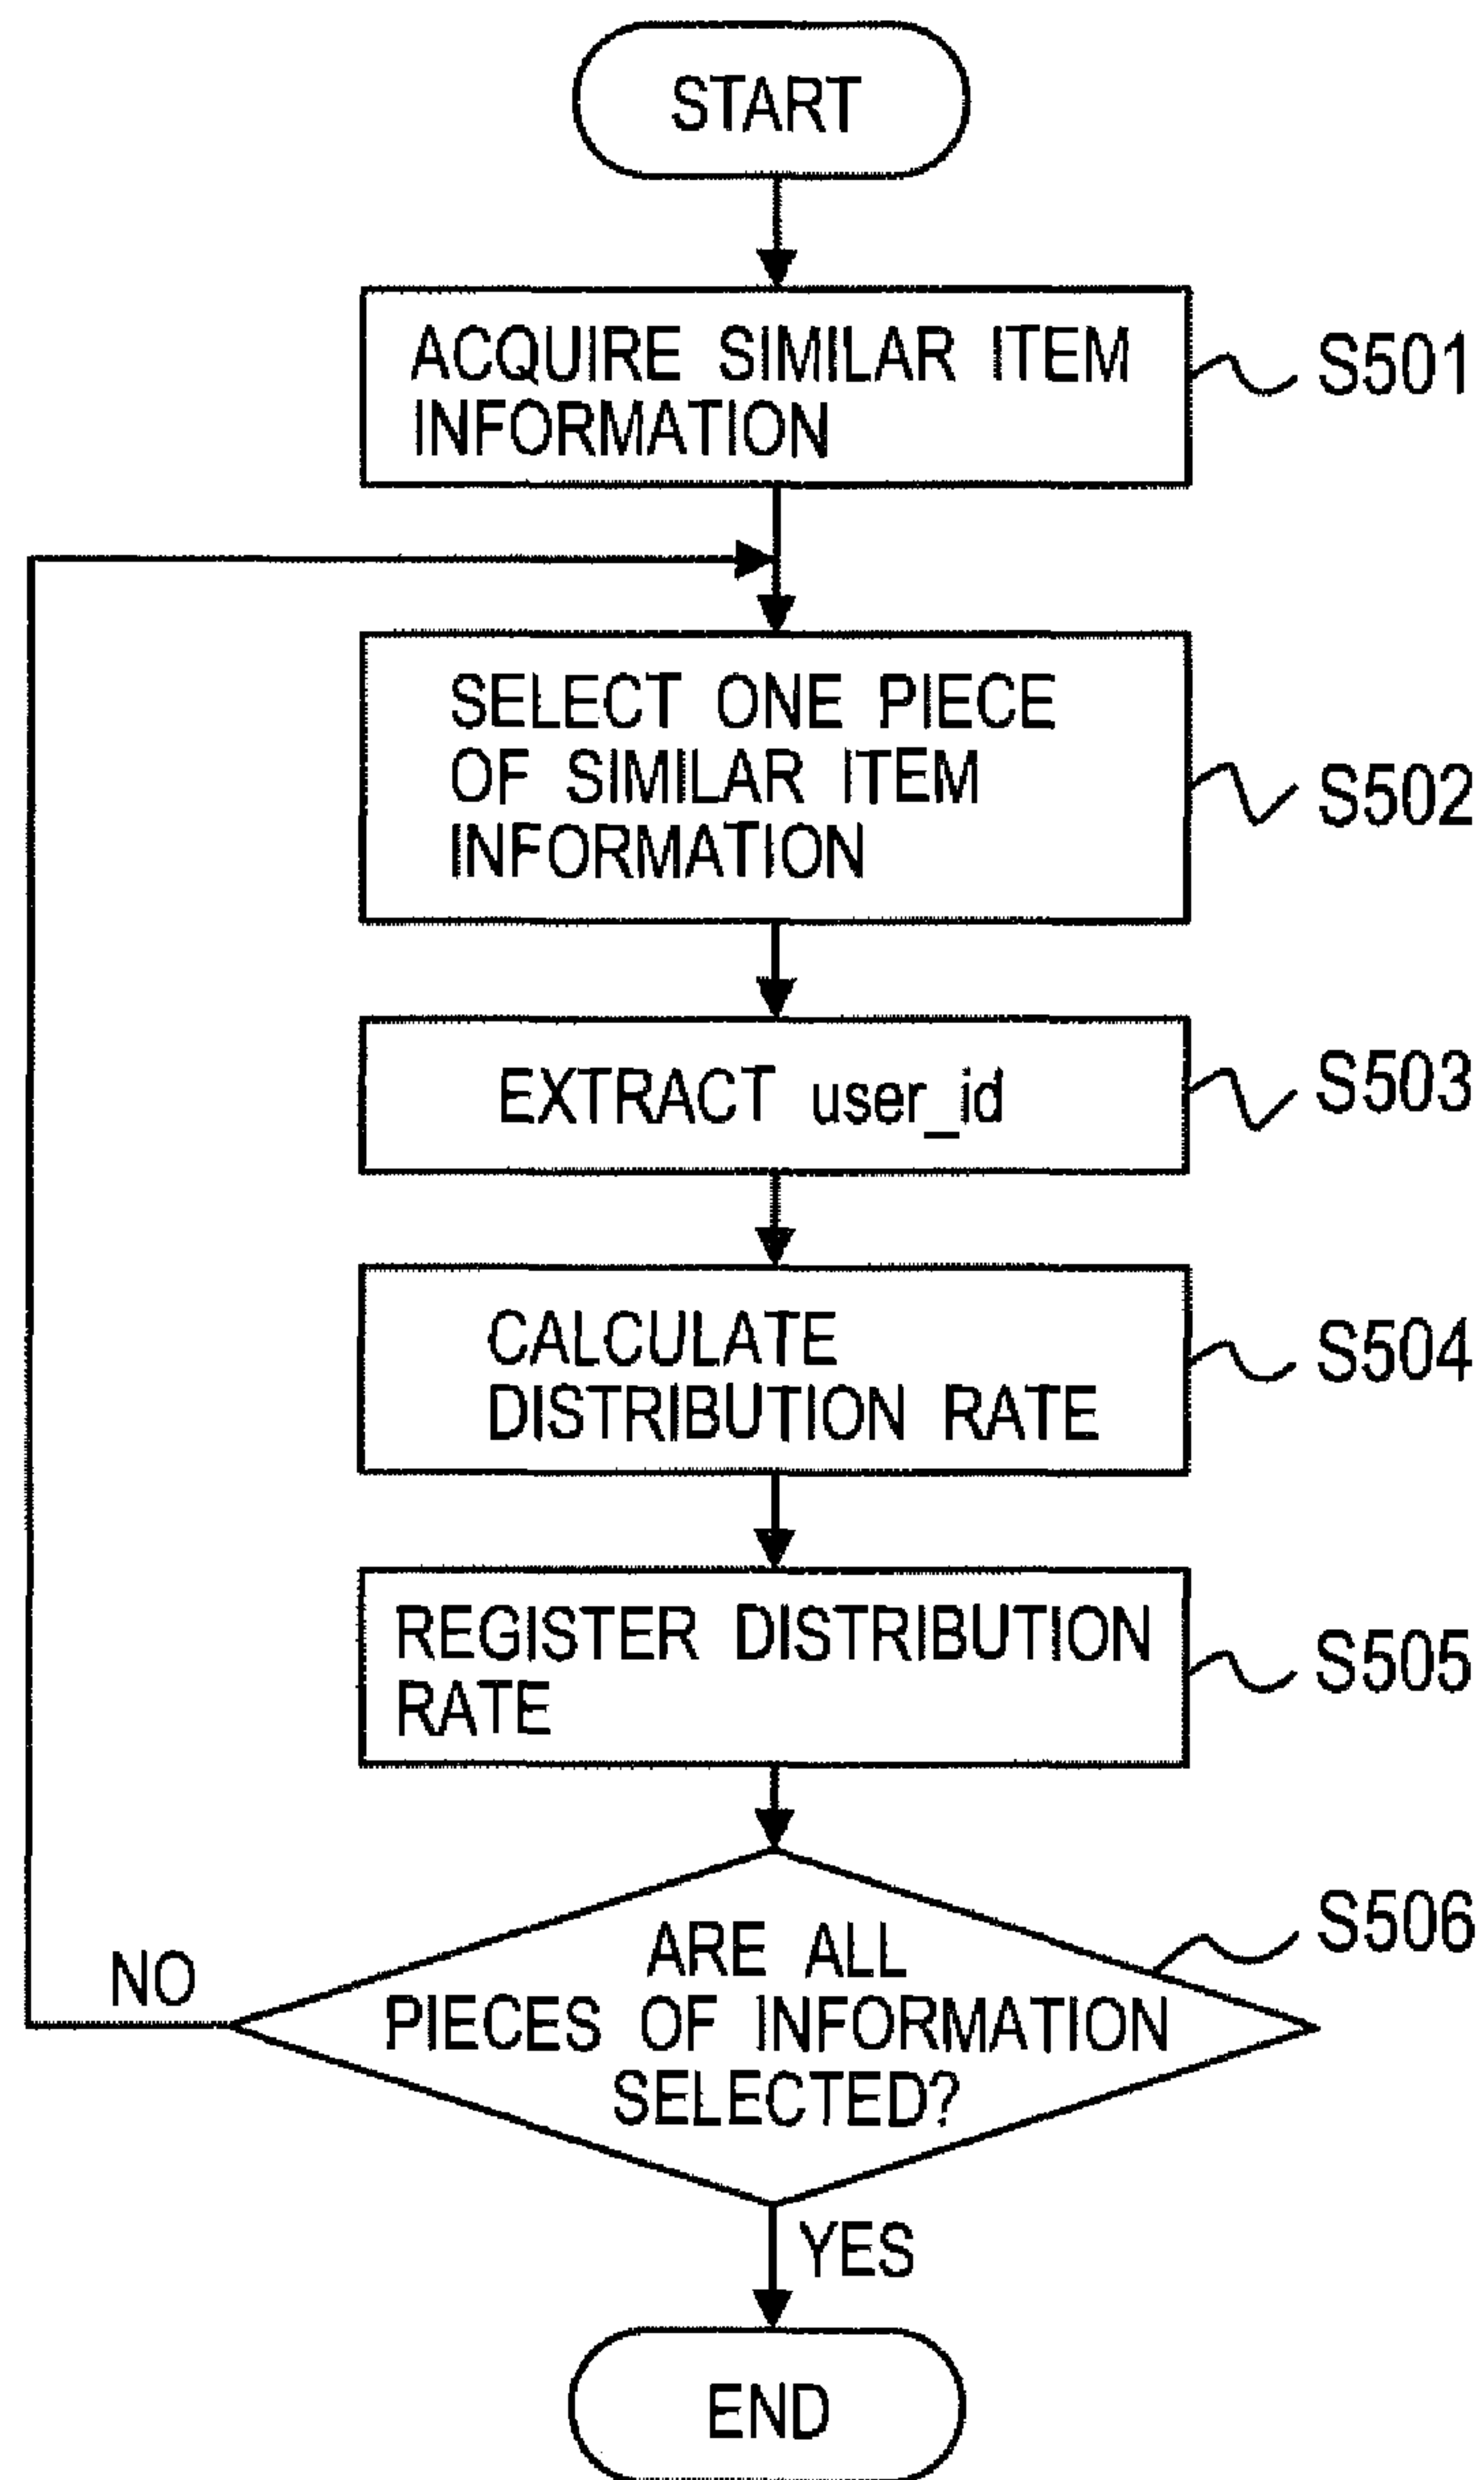 START
ACQUIRE SIMILAR ITEM
INFORMATION
S501
SELECT ONE PIECE
OF SIMILAR ITEM
INFORMATION
S502
EXTRACT user_id
S503
CALCULATE
DISTRIBUTION RATE
S504
REGISTER DISTRIBUTION
RATE
S505
ARE ALL
PIECES OF INFORMATION
SELECTED?
S506
NO
YES
END